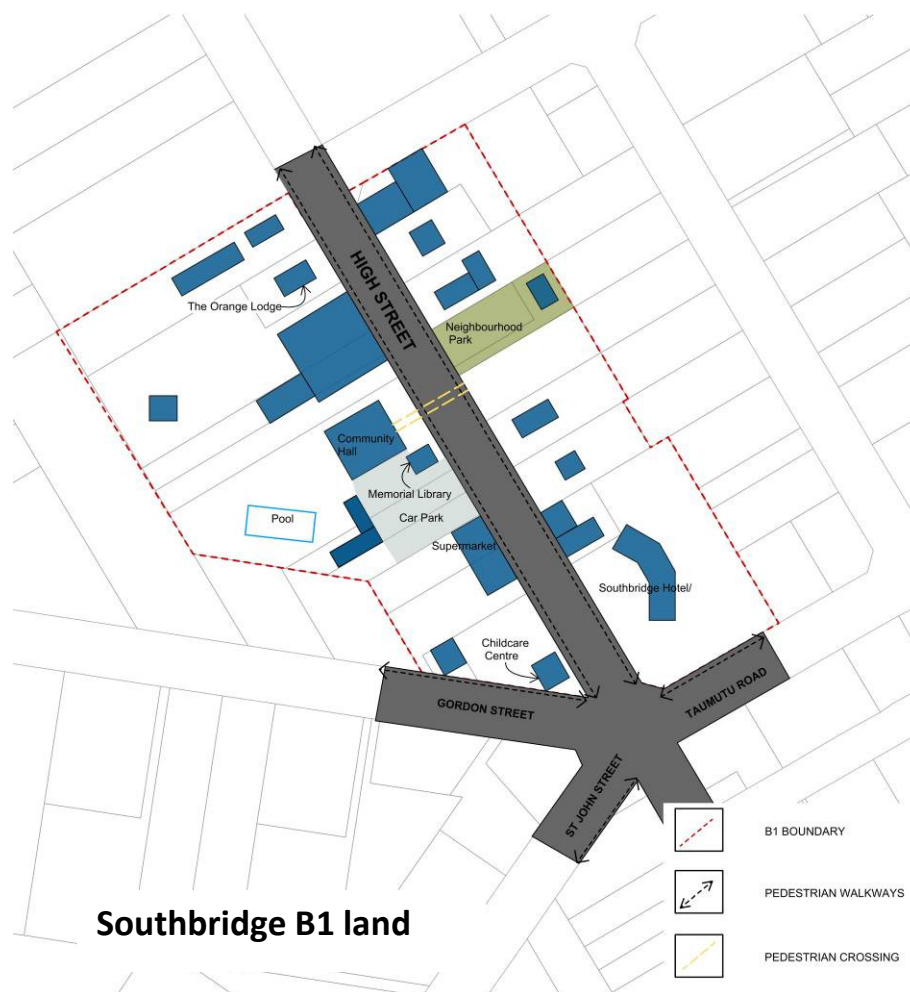 HIGH STREET
The Orange Lodge
Neighbourhood
Park
Community
Hall
Memorial Library
Car Park
Pool
Supermarket
Southbridge Hotel/
Childcare
Centre
GORDON STREET
TAUMUTU ROAD
ST JOHN STREET
B1 BOUNDARY
PEDESTRIAN WALKWAYS
PEDESTRIAN CROSSING
Southbridge B1 land